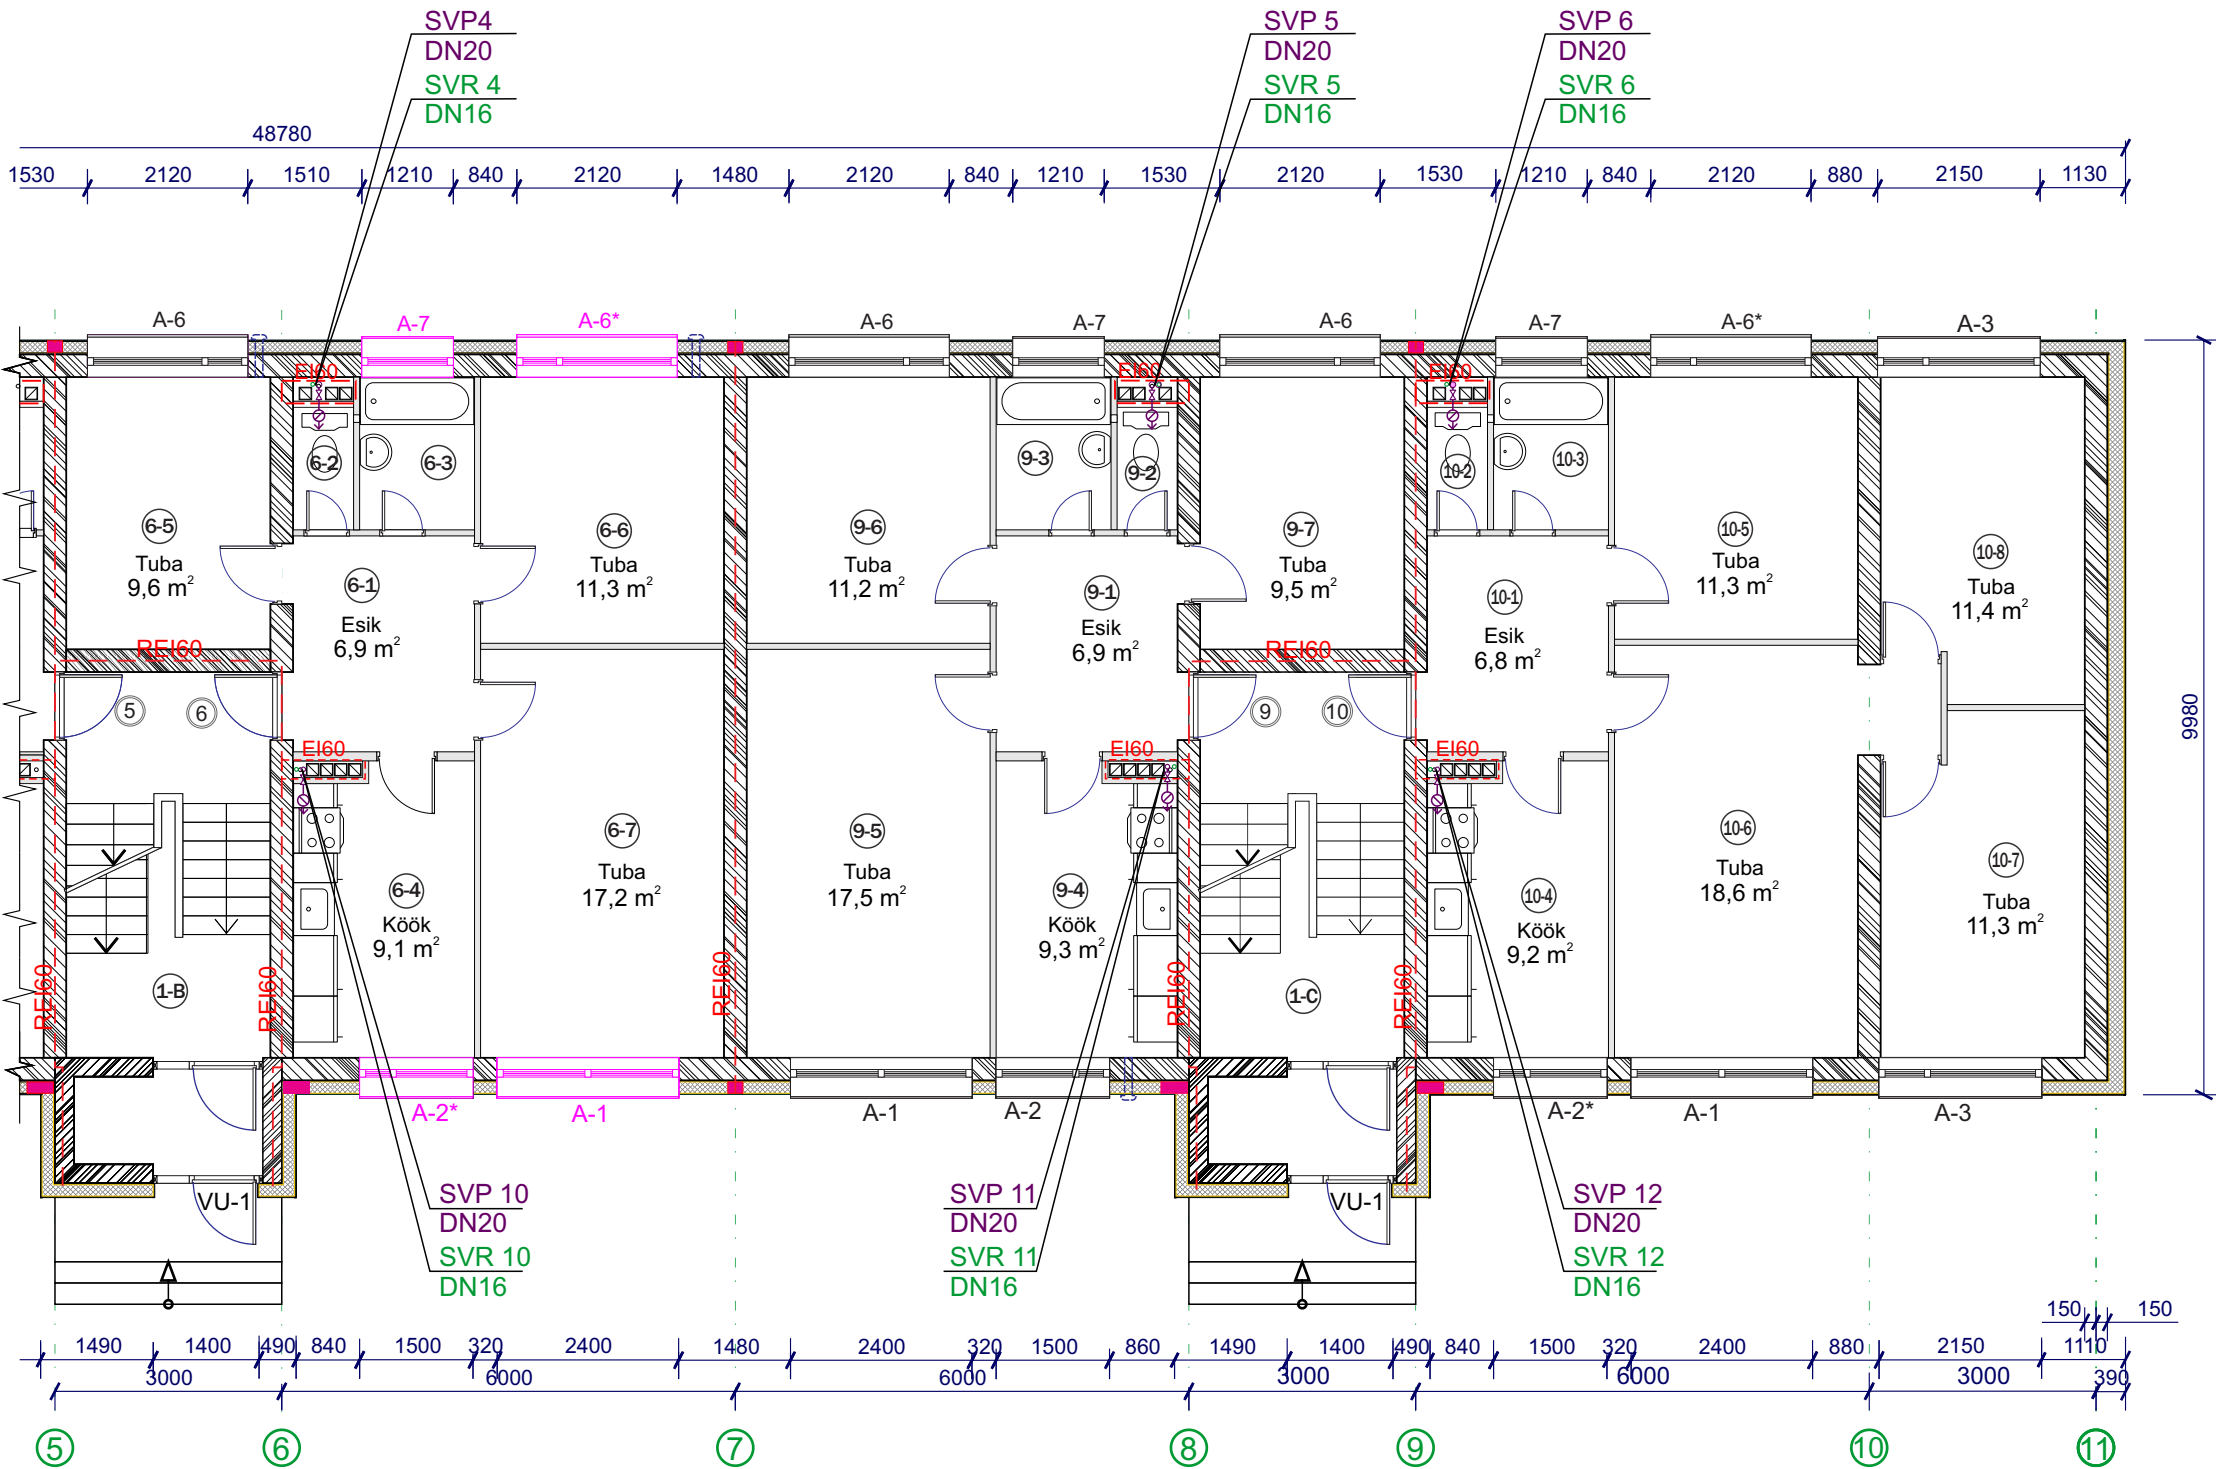 SVP4
DN20
SVR 4
DN16
SVP 5
DN20
SVR 5
DN16
SVP 6
DN20
SVR 6
DN16
48780
1530 2120 1510 1210 840 2120 1480 2120 840 1210 1530 2120 1530 1210 840 2120 880 2150 1130
A-6 A-7 A-6* A-6 A-7 A-6 A-7 A-6* A-3
EI60 EI60 EI60
6-2 6-3 9-3 9-2 10-2 10-3
6-5
Tuba
9,6 m²
6-1
Esik
6,9 m²
6-6
Tuba
11,3 m²
9-6
Tuba
11,2 m²
9-1
Esik
6,9 m²
9-7
Tuba
9,5 m²
10-1
Esik
6,8 m²
10-5
Tuba
11,3 m²
10-8
Tuba
11,4 m²
REI60 REI60
5 6 9 10
9980
EI60 EI60 EI60
6-4
Köök
9,1 m²
6-7
Tuba
17,2 m²
9-5
Tuba
17,5 m²
9-4
Köök
9,3 m²
10-4
Köök
9,2 m²
10-6
Tuba
18,6 m²
10-7
Tuba
11,3 m²
1-B 1-C
REI60 REI60 REI60 REI60 REI60
A-2* A-1 A-1 A-2 A-2* A-1 A-3
VU-1 VU-1
SVP 10
DN20
SVR 10
DN16
SVP 11
DN20
SVR 11
DN16
SVP 12
DN20
SVR 12
DN16
150 150
1490 1400 490 840 1500 320 2400 1480 2400 320 1500 860 1490 1400 490 840 1500 320 2400 880 2150 1110
3000 6000 6000 3000 6000 3000 390
5 6 7 8 9 10 11